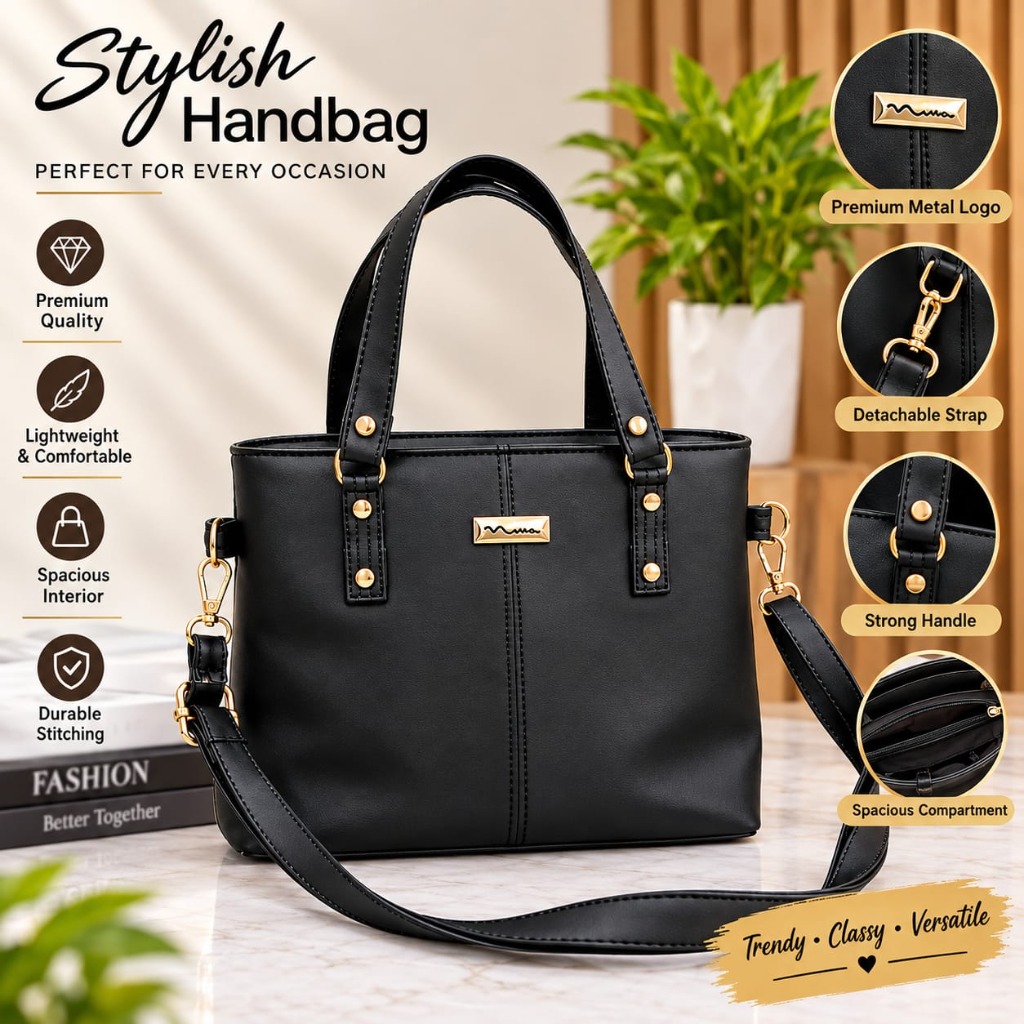 Stylish
Handbag
PERFECT FOR EVERY OCCASION
Premium
Quality
Lightweight
& Comfortable
Spacious
Interior
Durable
Stitching
FASHION
Better Together
Premium Metal Logo
Detachable Strap
Strong Handle
Spacious Compartment
Trendy • Classy • Versatile